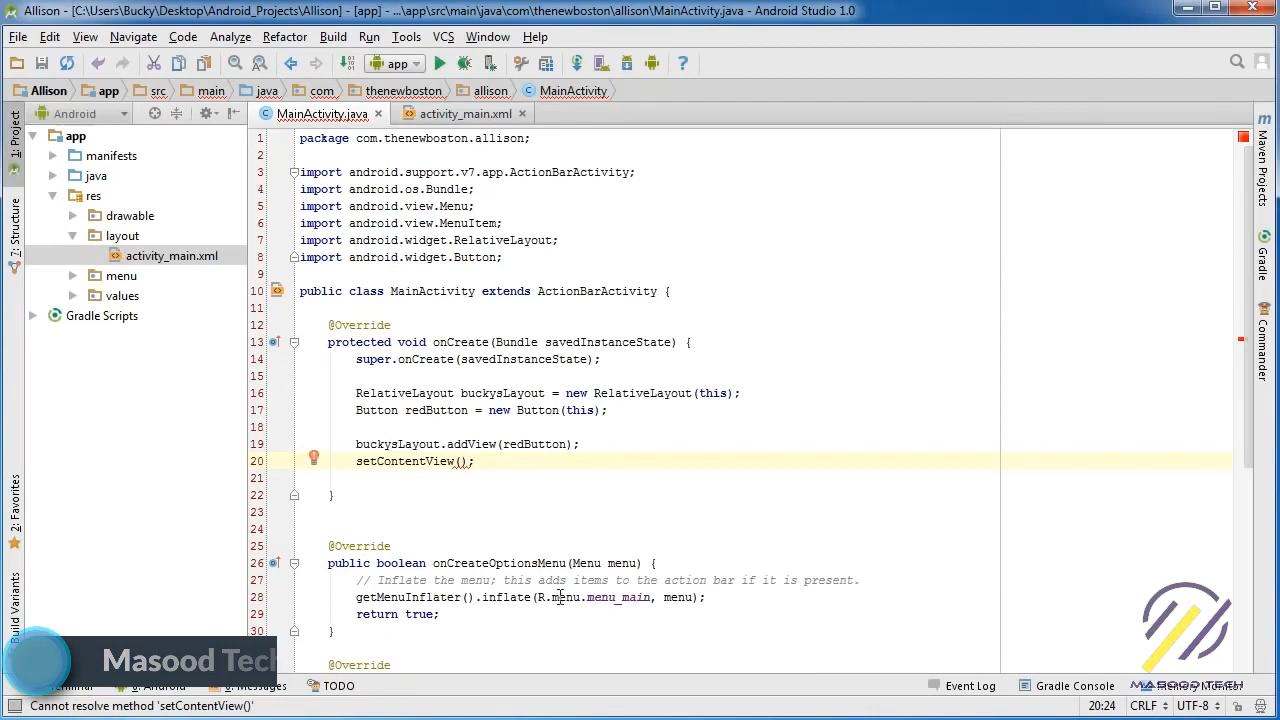 Allison - [C:\Users\Bucky\Desktop\Android_Projects\Allison] - [app] - ...\app\src\main\java\com\thenewboston\allison\MainActivity.java - Android Studio 1.0
File Edit View Navigate Code Analyze Refactor Build Run Tools VCS Window Help
app
Allison app src main java com thenewboston allison MainActivity
Android
MainActivity.java
activity_main.xml
1: Project
7: Structure
2: Favorites
Build Variants
app
manifests
java
res
drawable
layout
activity_main.xml
menu
values
Gradle Scripts
1 package com.thenewboston.allison;
2
3 import android.support.v7.app.ActionBarActivity;
4 import android.os.Bundle;
5 import android.view.Menu;
6 import android.view.MenuItem;
7 import android.widget.RelativeLayout;
8 import android.widget.Button;
9
10 public class MainActivity extends ActionBarActivity {
11
12 @Override
13 protected void onCreate(Bundle savedInstanceState) {
14 super.onCreate(savedInstanceState);
15
16 RelativeLayout buckysLayout = new RelativeLayout(this);
17 Button redButton = new Button(this);
18
19 buckysLayout.addView(redButton);
20 setContentView();
21
22 }
23
24
25 @Override
26 public boolean onCreateOptionsMenu(Menu menu) {
27 // Inflate the menu; this adds items to the action bar if it is present.
28 getMenuInflater().inflate(R.menu.menu_main, menu);
29 return true;
30 }
@Override
Maven Projects
Gradle
Commander
Masood Tech
MASOOD TECH
TODO
Event Log
Gradle Console
Cannot resolve method 'setContentView()'
20:24 CRLF UTF-8